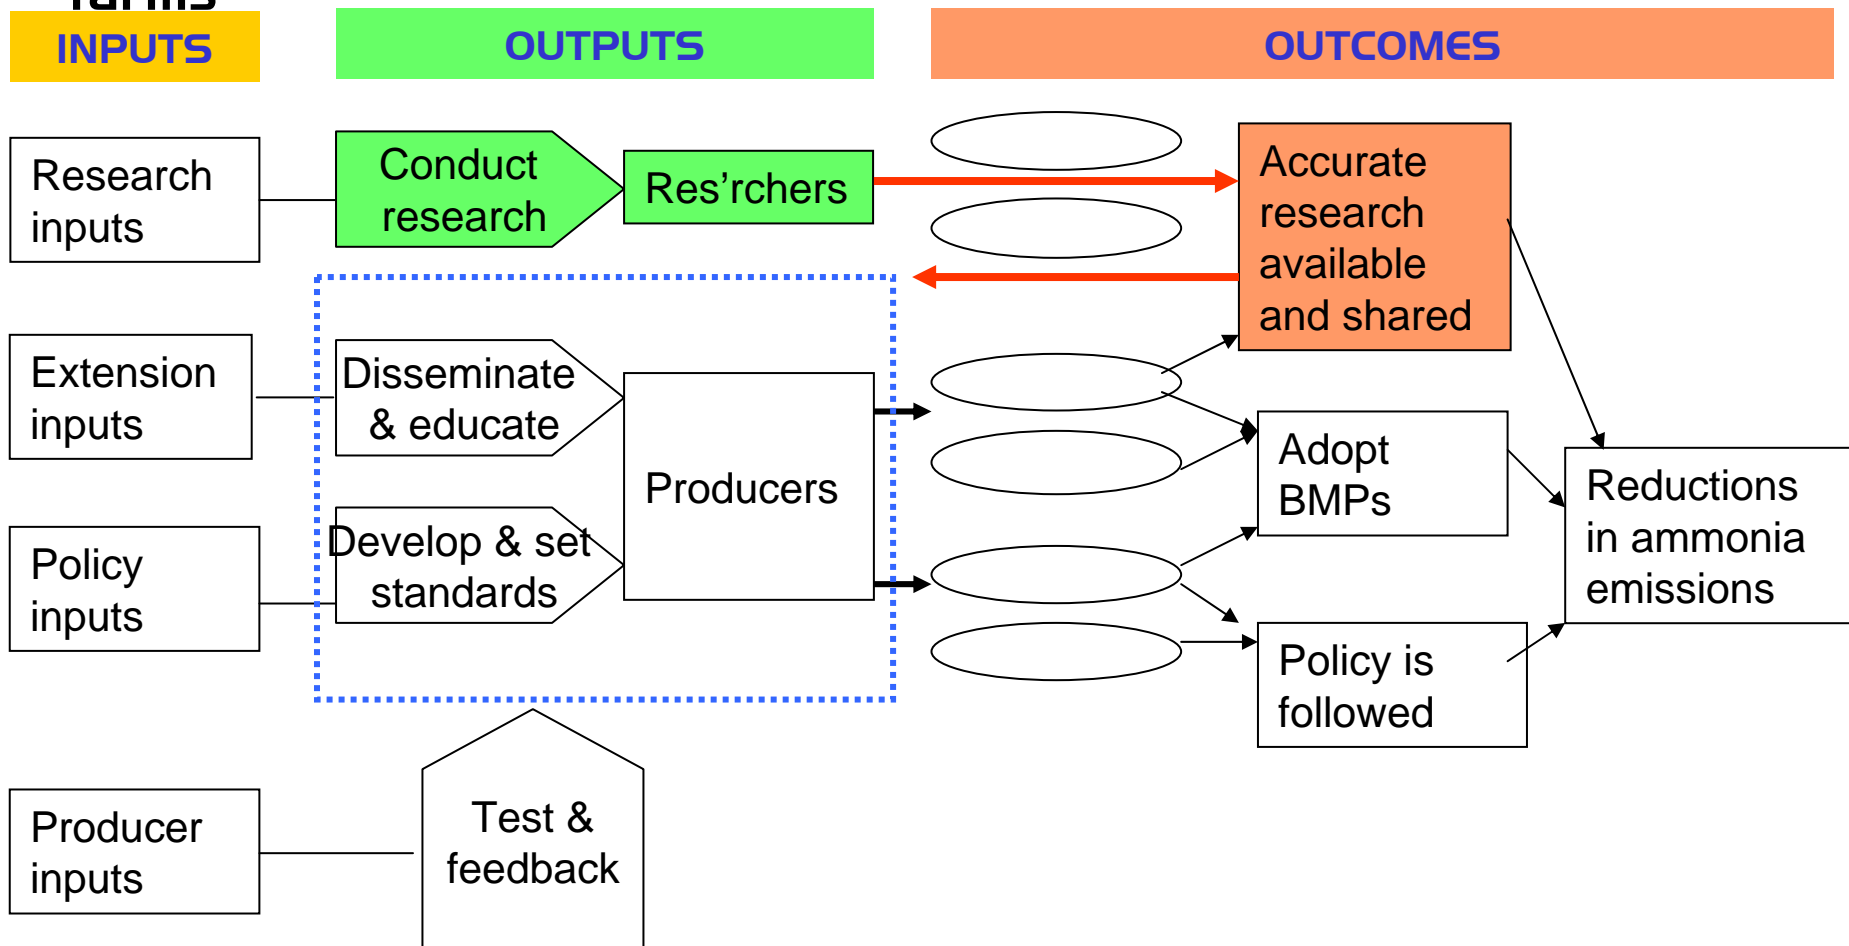 farms
INPUTS
OUTPUTS
OUTCOMES
Research
inputs
Conduct
research
Res'rchers
Accurate
research
available
and shared
Extension
inputs
Disseminate
& educate
Producers
Adopt
BMPs
Reductions
in ammonia
emissions
Policy
inputs
Develop & set
standards
Policy is
followed
Producer
inputs
Test &
feedback